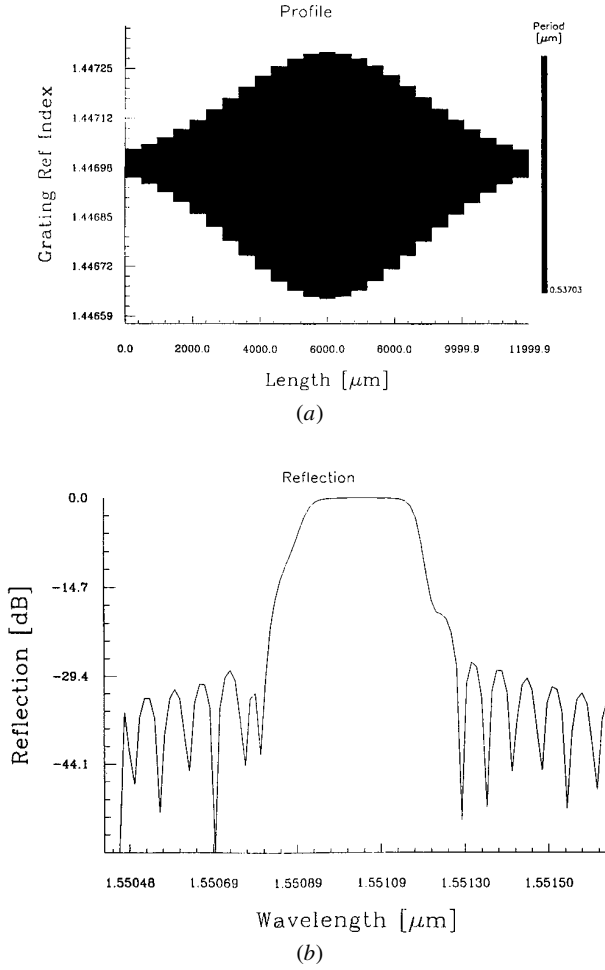 Profile
Period
[μm]
Grating Ref Index
1.44725
1.44712
1.44698
1.44685
1.44672
1.44659
0.53703
0.0
2000.0
4000.0
6000.0
8000.0
9999.9
11999.9
Length [μm]
(a)
Reflection
Reflection [dB]
0.0
-14.7
-29.4
-44.1
1.55048
1.55069
1.55089
1.55109
1.55130
1.55150
Wavelength [μm]
(b)